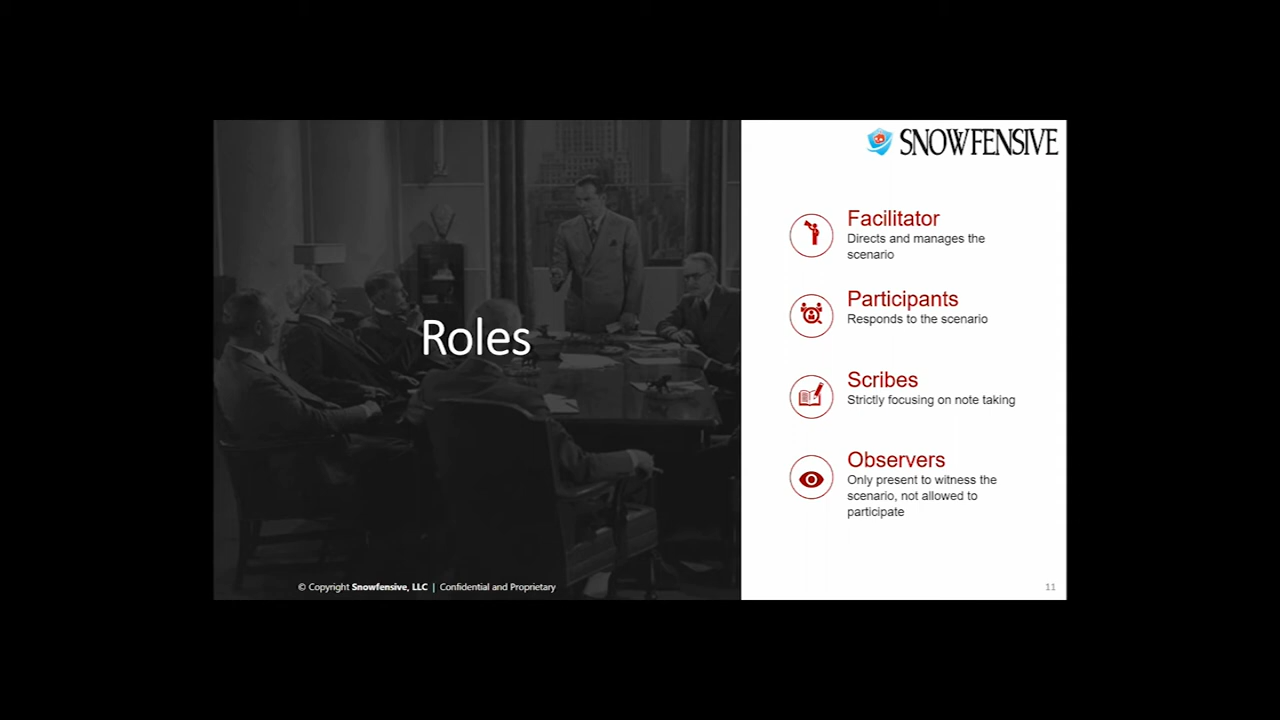 Roles
© Copyright Snowfensive, LLC | Confidential and Proprietary
SNOWFENSIVE
Facilitator
Directs and manages the
scenario
Participants
Responds to the scenario
Scribes
Strictly focusing on note taking
Observers
Only present to witness the
scenario, not allowed to
participate
11